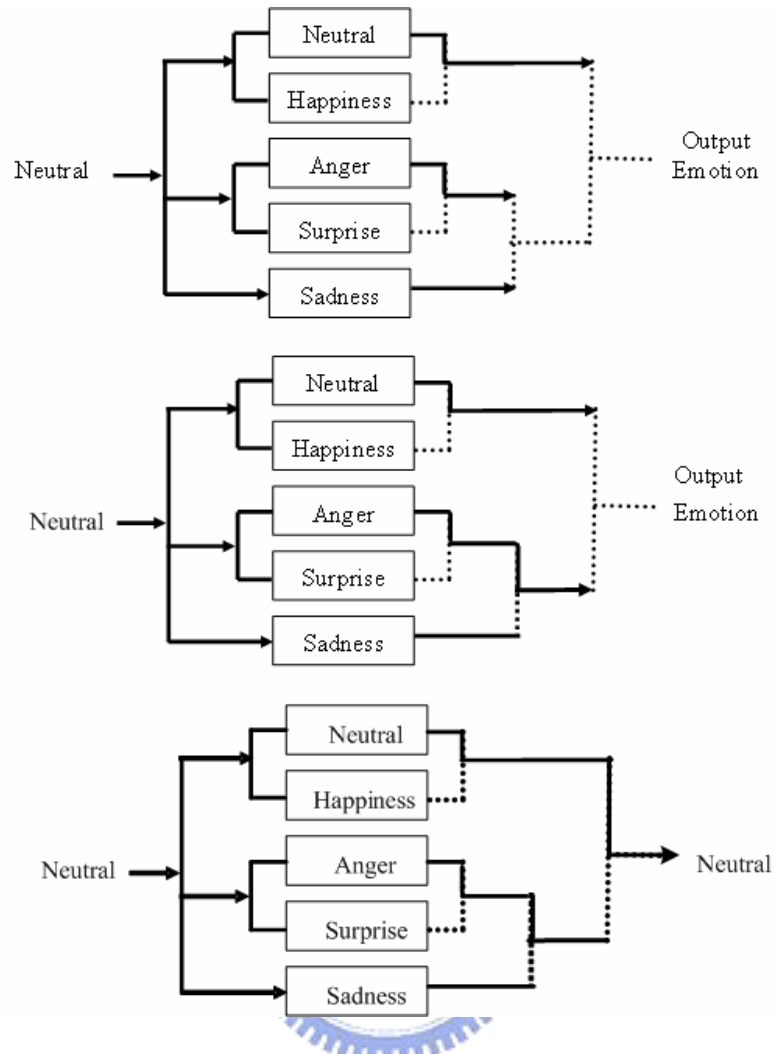 Neutral
Happiness
Output
Anger
Emotion
Neutral
Surprise
Sadness
Neutral
Happiness
Output
Anger
Emotion
Neutral
Surprise
Sadness
Neutral
Happiness
Anger
Neutral
Neutral
Surprise
Sadness